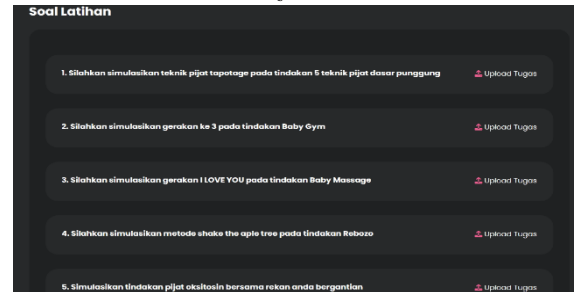 Soal Latihan
1. Silahkan simulasikan teknik pijat tapotage pada tindakan 5 teknik pijat dasar punggung
Upload Tugas
2. Silahkan simulasikan gerakan ke 3 pada tindakan Baby Gym
Upload Tugas
3. Silahkan simulasikan gerakan I LOVE YOU pada tindakan Baby Massage
Upload Tugas
4. Silahkan simulasikan metode shake the aple tree pada tindakan Rebozo
Upload Tugas
5. Simulasikan tindakan pijat oksitosin bersama rekan anda bergantian
Upload Tugas